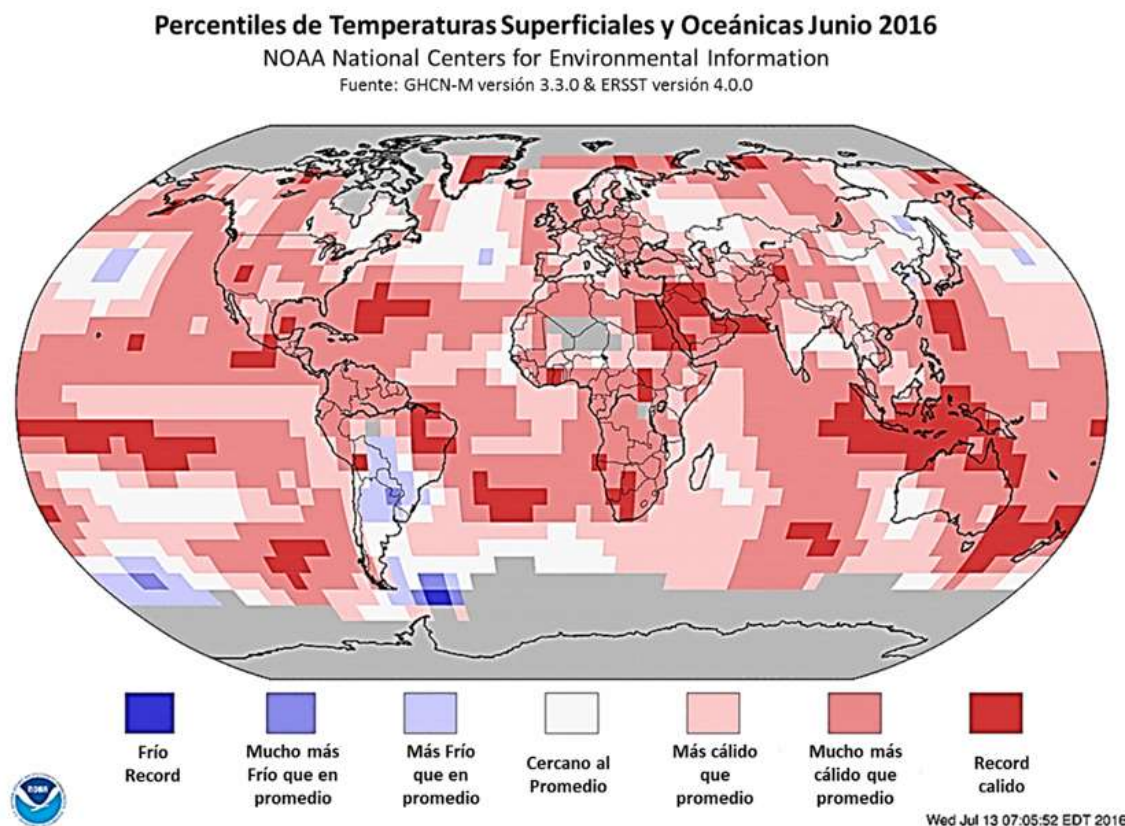 Percentiles de Temperaturas Superficiales y Oceánicas Junio 2016
NOAA National Centers for Environmental Information
Fuente: GHCN-M versión 3.3.0 & ERSST versión 4.0.0
Frío
Record
Mucho más
Frío que en
promedio
Más Frío
que en
promedio
Cercano al
Promedio
Más cálido
que
promedio
Mucho más
cálido que
promedio
Record
calido
NOAA
Wed Jul 13 07:05:52 EDT 2016